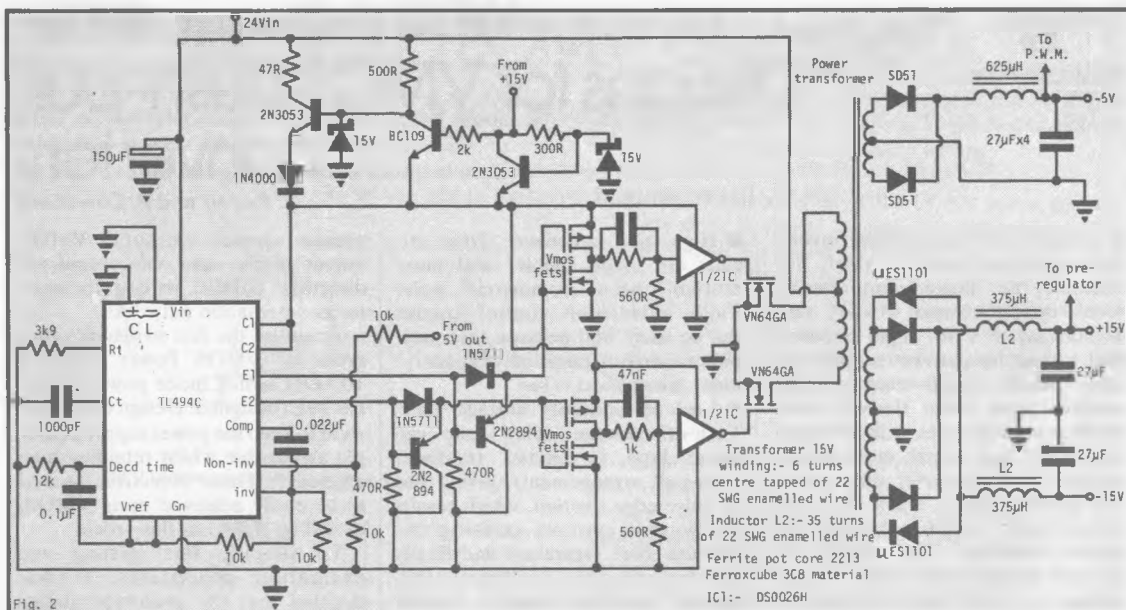 24Vin
To
P.W.M.
Power
transformer
SD51
625µH
-5V
47R
500R
From
+15V
2N3053
15V
BC109
2k
300R
15V
2N3053
27µFx4
SD51
150µF
1N4000
Vmos
fets
560R
1/21C
VN64GA
µES1101
To pre-
regulator
375µH
+15V
L2
C L
Vin
C1
10k
From
5V out
3k9
Rt
E1
1N5711
VN64GA
27µF
Ct
TL494C
E2
47nF
1/21C
1000pF
Comp
0.022µF
1N5711
2N2894
Vmos
fets
1k
27µF
Decd time
Non-inv
470R
2N2
894
470R
Transformer 15V
winding:- 6 turns
centre tapped of 22
SWG enamelled wire
L2
12k
inv
375µH
-15V
0.1µF
Vref
Gn
10k
10k
10k
560R
Inductor L2:- 35 turns
of 22 SWG enamelled wire
µES1101
Ferrite pot core 2213
Ferroxcube 3C8 material
IC1:- DS0026H
Fig. 2